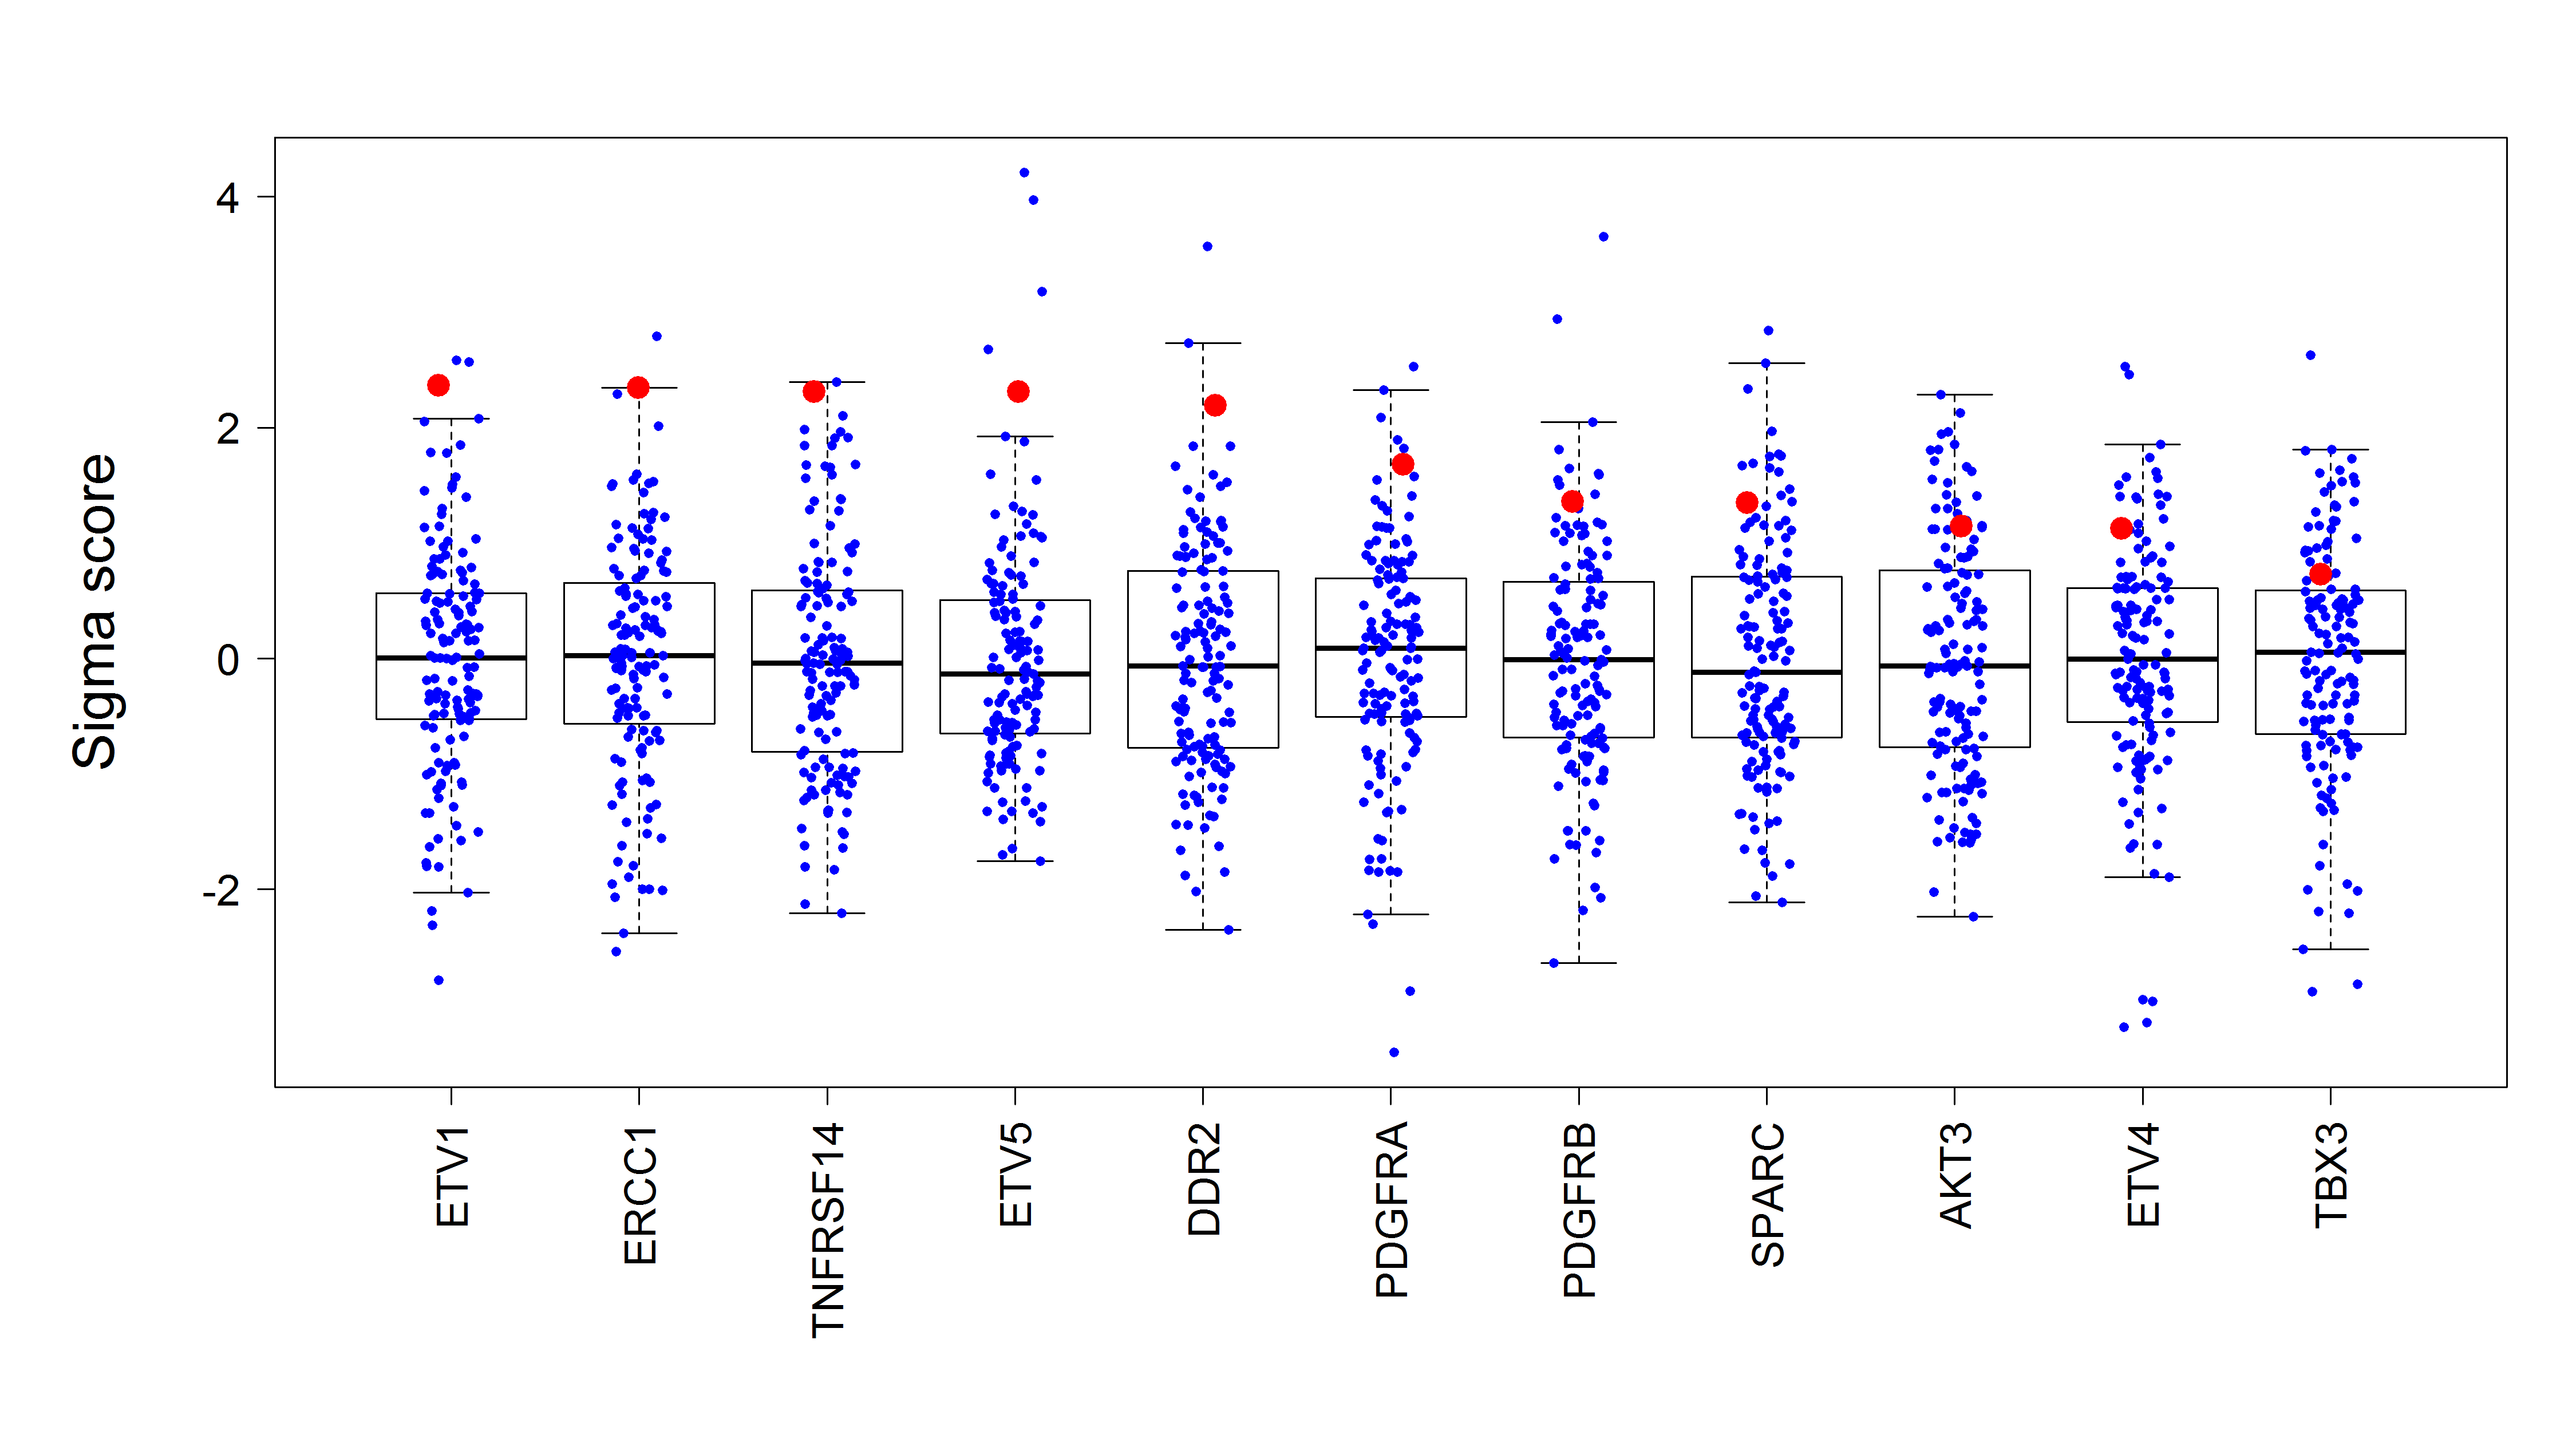 Sigma score
4
2
0
-2
ETV1
ERCC1
TNFRSF14
ETV5
DDR2
PDGFRA
PDGFRB
SPARC
AKT3
ETV4
TBX3